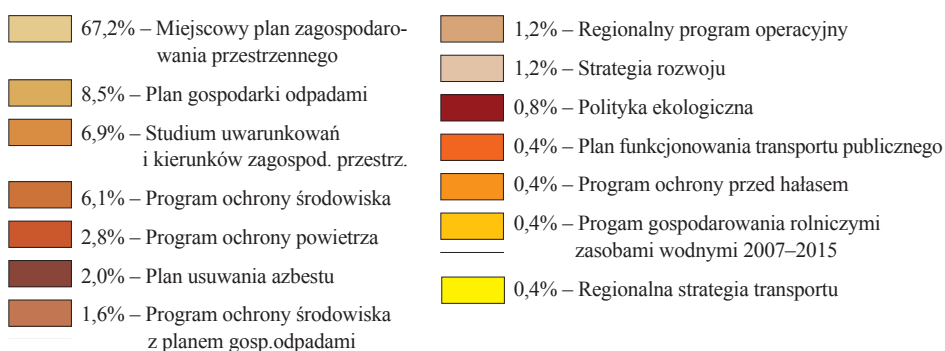 67,2% – Miejscowy plan zagospodaro-
wania przestrzennego
8,5% – Plan gospodarki odpadami
6,9% – Studium uwarunkowań
i kierunków zagospod. przestrz.
6,1% – Program ochrony środowiska
2,8% – Program ochrony powietrza
2,0% – Plan usuwania azbestu
1,6% – Program ochrony środowiska
z planem gosp.odpadami
1,2% – Regionalny program operacyjny
1,2% – Strategia rozwoju
0,8% – Polityka ekologiczna
0,4% – Plan funkcjonowania transportu publicznego
0,4% – Program ochrony przed hałasem
0,4% – Progam gospodarowania rolniczymi
zasobami wodnymi 2007–2015
0,4% – Regionalna strategia transportu